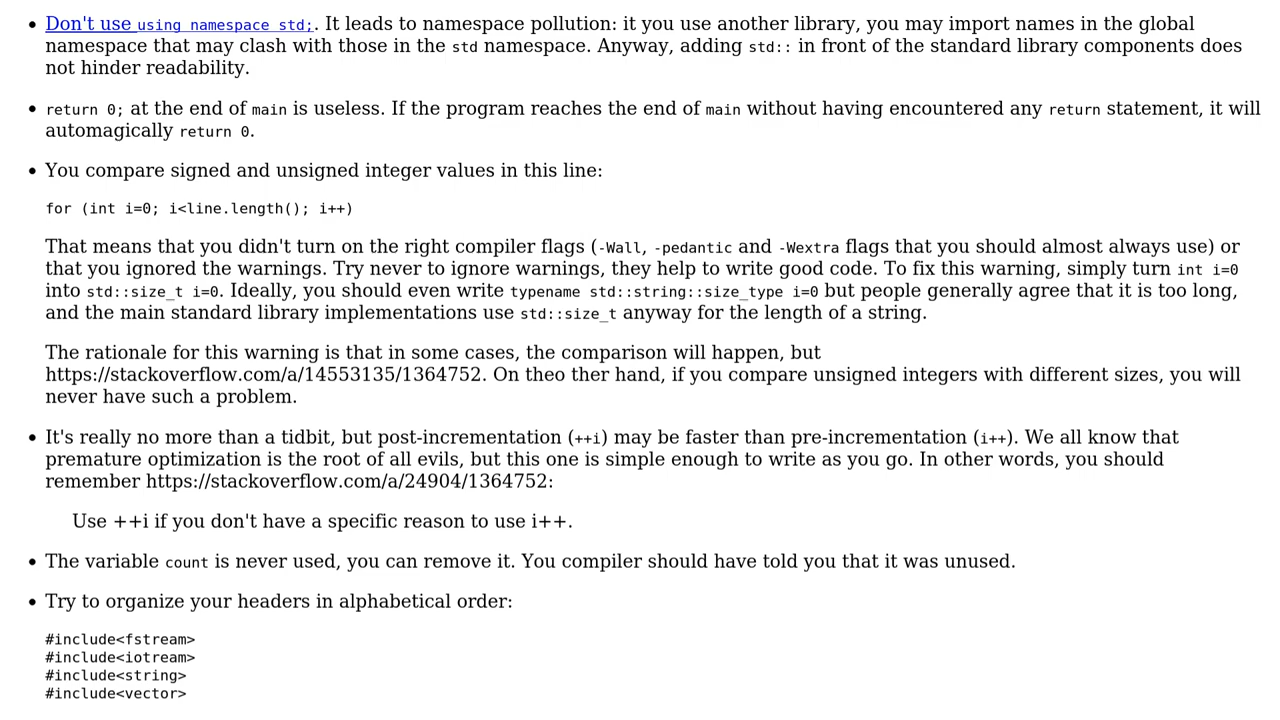 Don't use using namespace std;. It leads to namespace pollution: it you use another library, you may import names in the global
namespace that may clash with those in the std namespace. Anyway, adding std:: in front of the standard library components does
not hinder readability.
return 0; at the end of main is useless. If the program reaches the end of main without having encountered any return statement, it will
automagically return 0.
You compare signed and unsigned integer values in this line:
for (int i=0; i<line.length(); i++)
That means that you didn't turn on the right compiler flags (-Wall, -pedantic and -Wextra flags that you should almost always use) or
that you ignored the warnings. Try never to ignore warnings, they help to write good code. To fix this warning, simply turn int i=0
into std::size_t i=0. Ideally, you should even write typename std::string::size_type i=0 but people generally agree that it is too long,
and the main standard library implementations use std::size_t anyway for the length of a string.
The rationale for this warning is that in some cases, the comparison will happen, but
https://stackoverflow.com/a/14553135/1364752. On theo ther hand, if you compare unsigned integers with different sizes, you will
never have such a problem.
It's really no more than a tidbit, but post-incrementation (++i) may be faster than pre-incrementation (i++). We all know that
premature optimization is the root of all evils, but this one is simple enough to write as you go. In other words, you should
remember https://stackoverflow.com/a/24904/1364752:
Use ++i if you don't have a specific reason to use i++.
The variable count is never used, you can remove it. You compiler should have told you that it was unused.
Try to organize your headers in alphabetical order:
#include<fstream>
#include<iotream>
#include<string>
#include<vector>